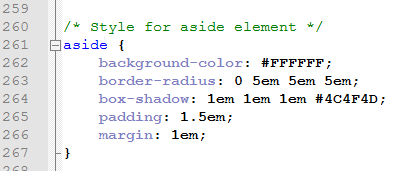 259
260 /* Style for aside element */
261 aside {
262 background-color: #FFFFFF;
263 border-radius: 0 5em 5em 5em;
264 box-shadow: 1em 1em 1em #4C4F4D;
265 padding: 1.5em;
266 margin: 1em;
267 }
268